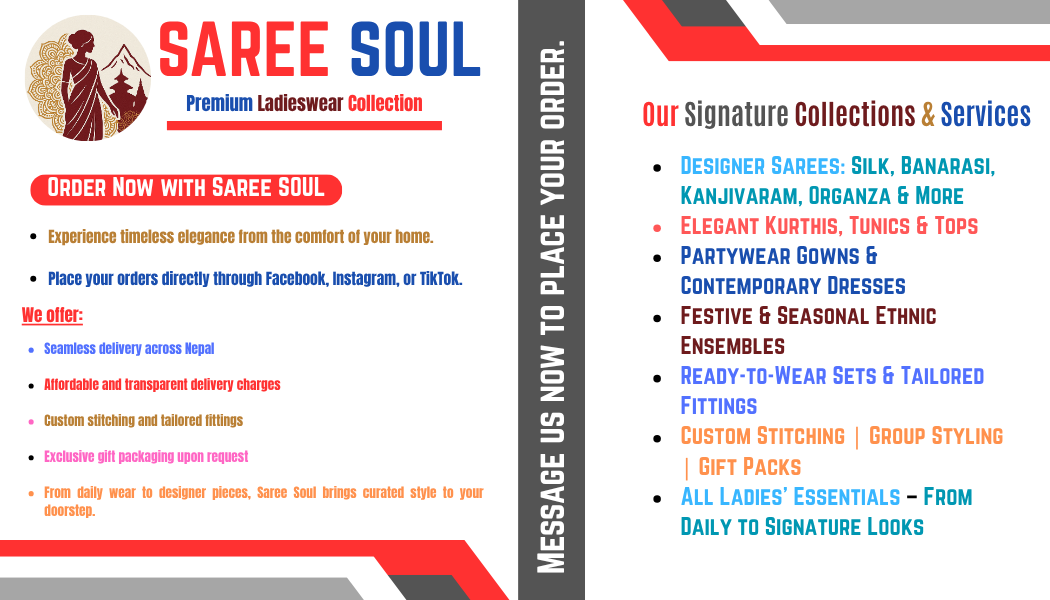 SAREE SOUL
Premium Ladieswear Collection
Order Now with Saree SOUL
Experience timeless elegance from the comfort of your home.
Place your orders directly through Facebook, Instagram, or TikTok.
We offer:
Seamless delivery across Nepal
Affordable and transparent delivery charges
Custom stitching and tailored fittings
Exclusive gift packaging upon request
From daily wear to designer pieces, Saree Soul brings curated style to your
doorstep.
Message us now to place your order.
Our Signature Collections & Services
Designer Sarees: Silk, Banarasi,
Kanjivaram, Organza & More
Elegant Kurthis, Tunics & Tops
Partywear Gowns &
Contemporary Dresses
Festive & Seasonal Ethnic
Ensembles
Ready-to-Wear Sets & Tailored
Fittings
Custom Stitching | Group Styling
| Gift Packs
All Ladies’ Essentials – From
Daily to Signature Looks